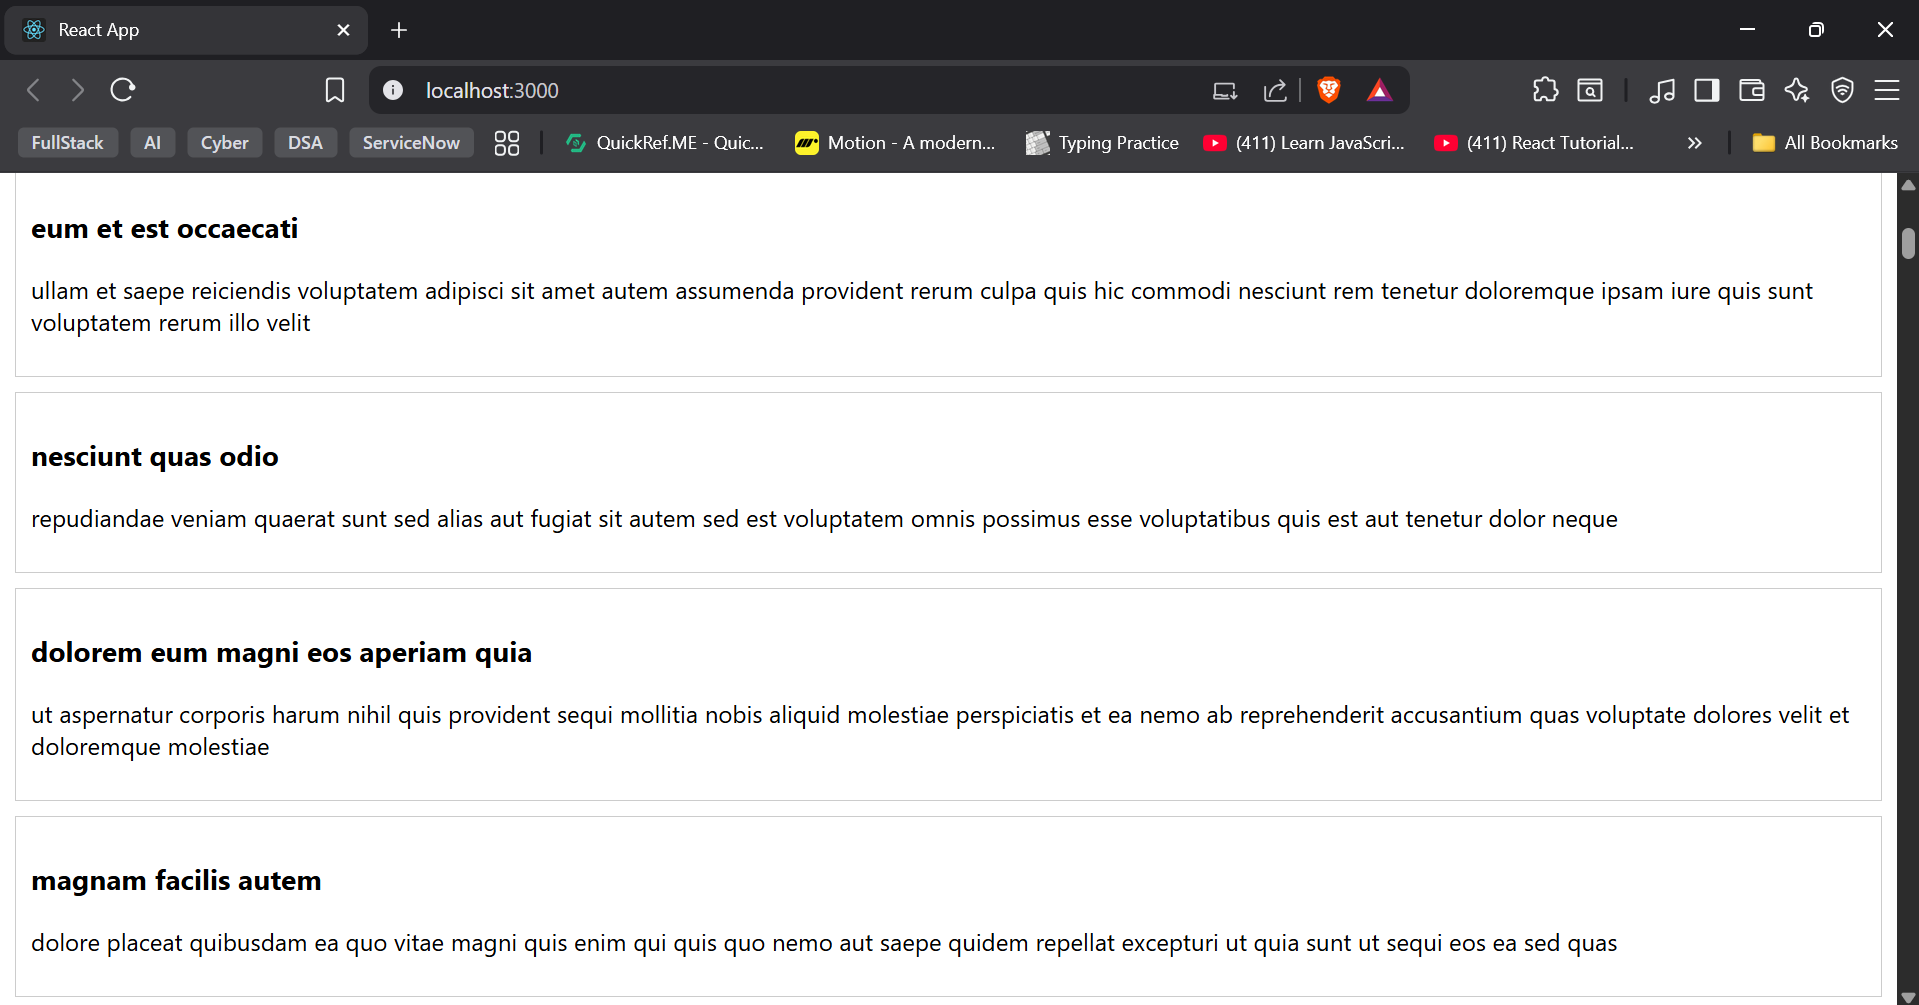 React App
localhost:3000
FullStack AI Cyber DSA ServiceNow QuickRef.ME - Quic... Motion - A modern... Typing Practice (411) Learn JavaScri... (411) React Tutorial... » All Bookmarks
eum et est occaecati
ullam et saepe reiciendis voluptatem adipisci sit amet autem assumenda provident rerum culpa quis hic commodi nesciunt rem tenetur doloremque ipsam iure quis sunt
voluptatem rerum illo velit
nesciunt quas odio
repudiandae veniam quaerat sunt sed alias aut fugiat sit autem sed est voluptatem omnis possimus esse voluptatibus quis est aut tenetur dolor neque
dolorem eum magni eos aperiam quia
ut aspernatur corporis harum nihil quis provident sequi mollitia nobis aliquid molestiae perspiciatis et ea nemo ab reprehenderit accusantium quas voluptate dolores velit et
doloremque molestiae
magnam facilis autem
dolore placeat quibusdam ea quo vitae magni quis enim qui quis quo nemo aut saepe quidem repellat excepturi ut quia sunt ut sequi eos ea sed quas